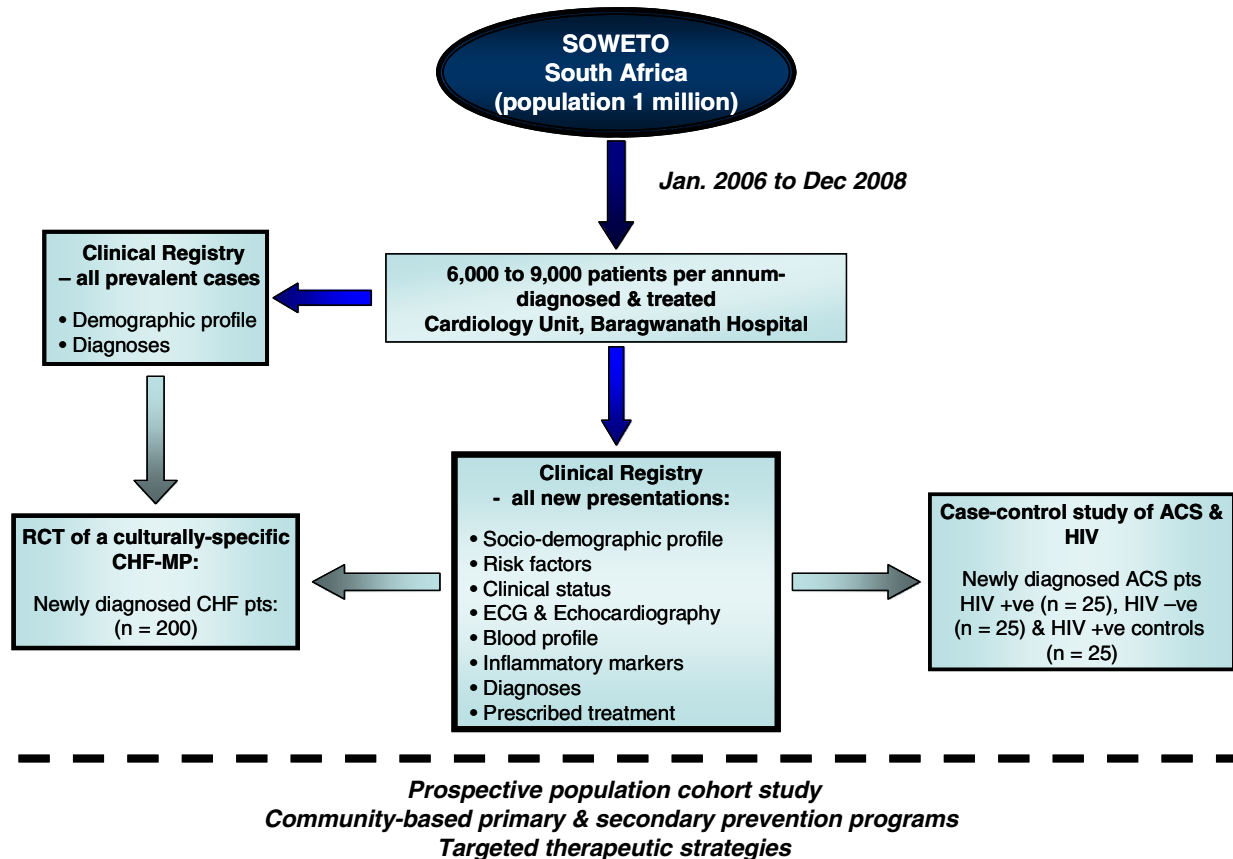 SOWETO
South Africa
(population 1 million)
Jan. 2006 to Dec 2008
Clinical Registry
– all prevalent cases
• Demographic profile
• Diagnoses
6,000 to 9,000 patients per annum-
diagnosed & treated
Cardiology Unit, Baragwanath Hospital
RCT of a culturally-specific
CHF-MP:
Newly diagnosed CHF pts:
(n = 200)
Clinical Registry
- all new presentations:
• Socio-demographic profile
• Risk factors
• Clinical status
• ECG & Echocardiography
• Blood profile
• Inflammatory markers
• Diagnoses
• Prescribed treatment
Case-control study of ACS &
HIV
Newly diagnosed ACS pts
HIV +ve (n = 25), HIV –ve
(n = 25) & HIV +ve controls
(n = 25)
Prospective population cohort study
Community-based primary & secondary prevention programs
Targeted therapeutic strategies